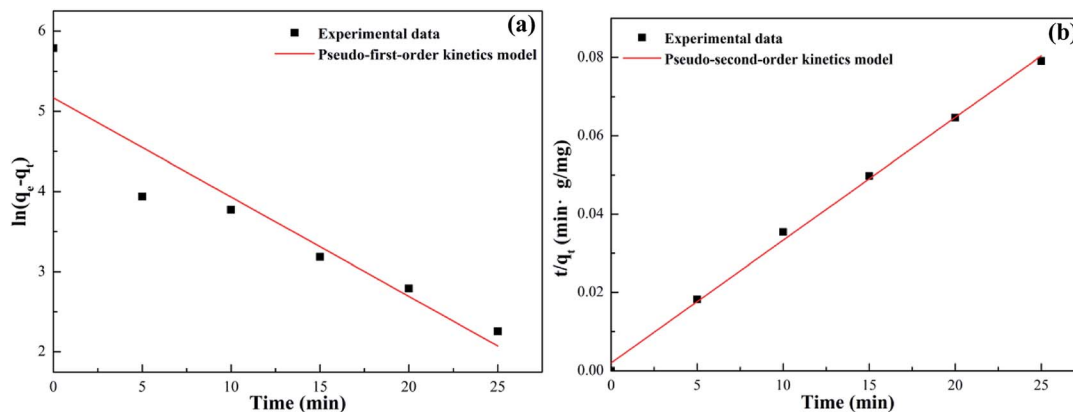 (a)
Experimental data
Pseudo-first-order kinetics model
6
5
4
3
2
ln(qₑ-qₜ)
0 5 10 15 20 25
Time (min)
(b)
Experimental data
Pseudo-second-order kinetics model
0.08
0.06
0.04
0.02
0.00
t/qₜ (min· g/mg)
0 5 10 15 20 25
Time (min)